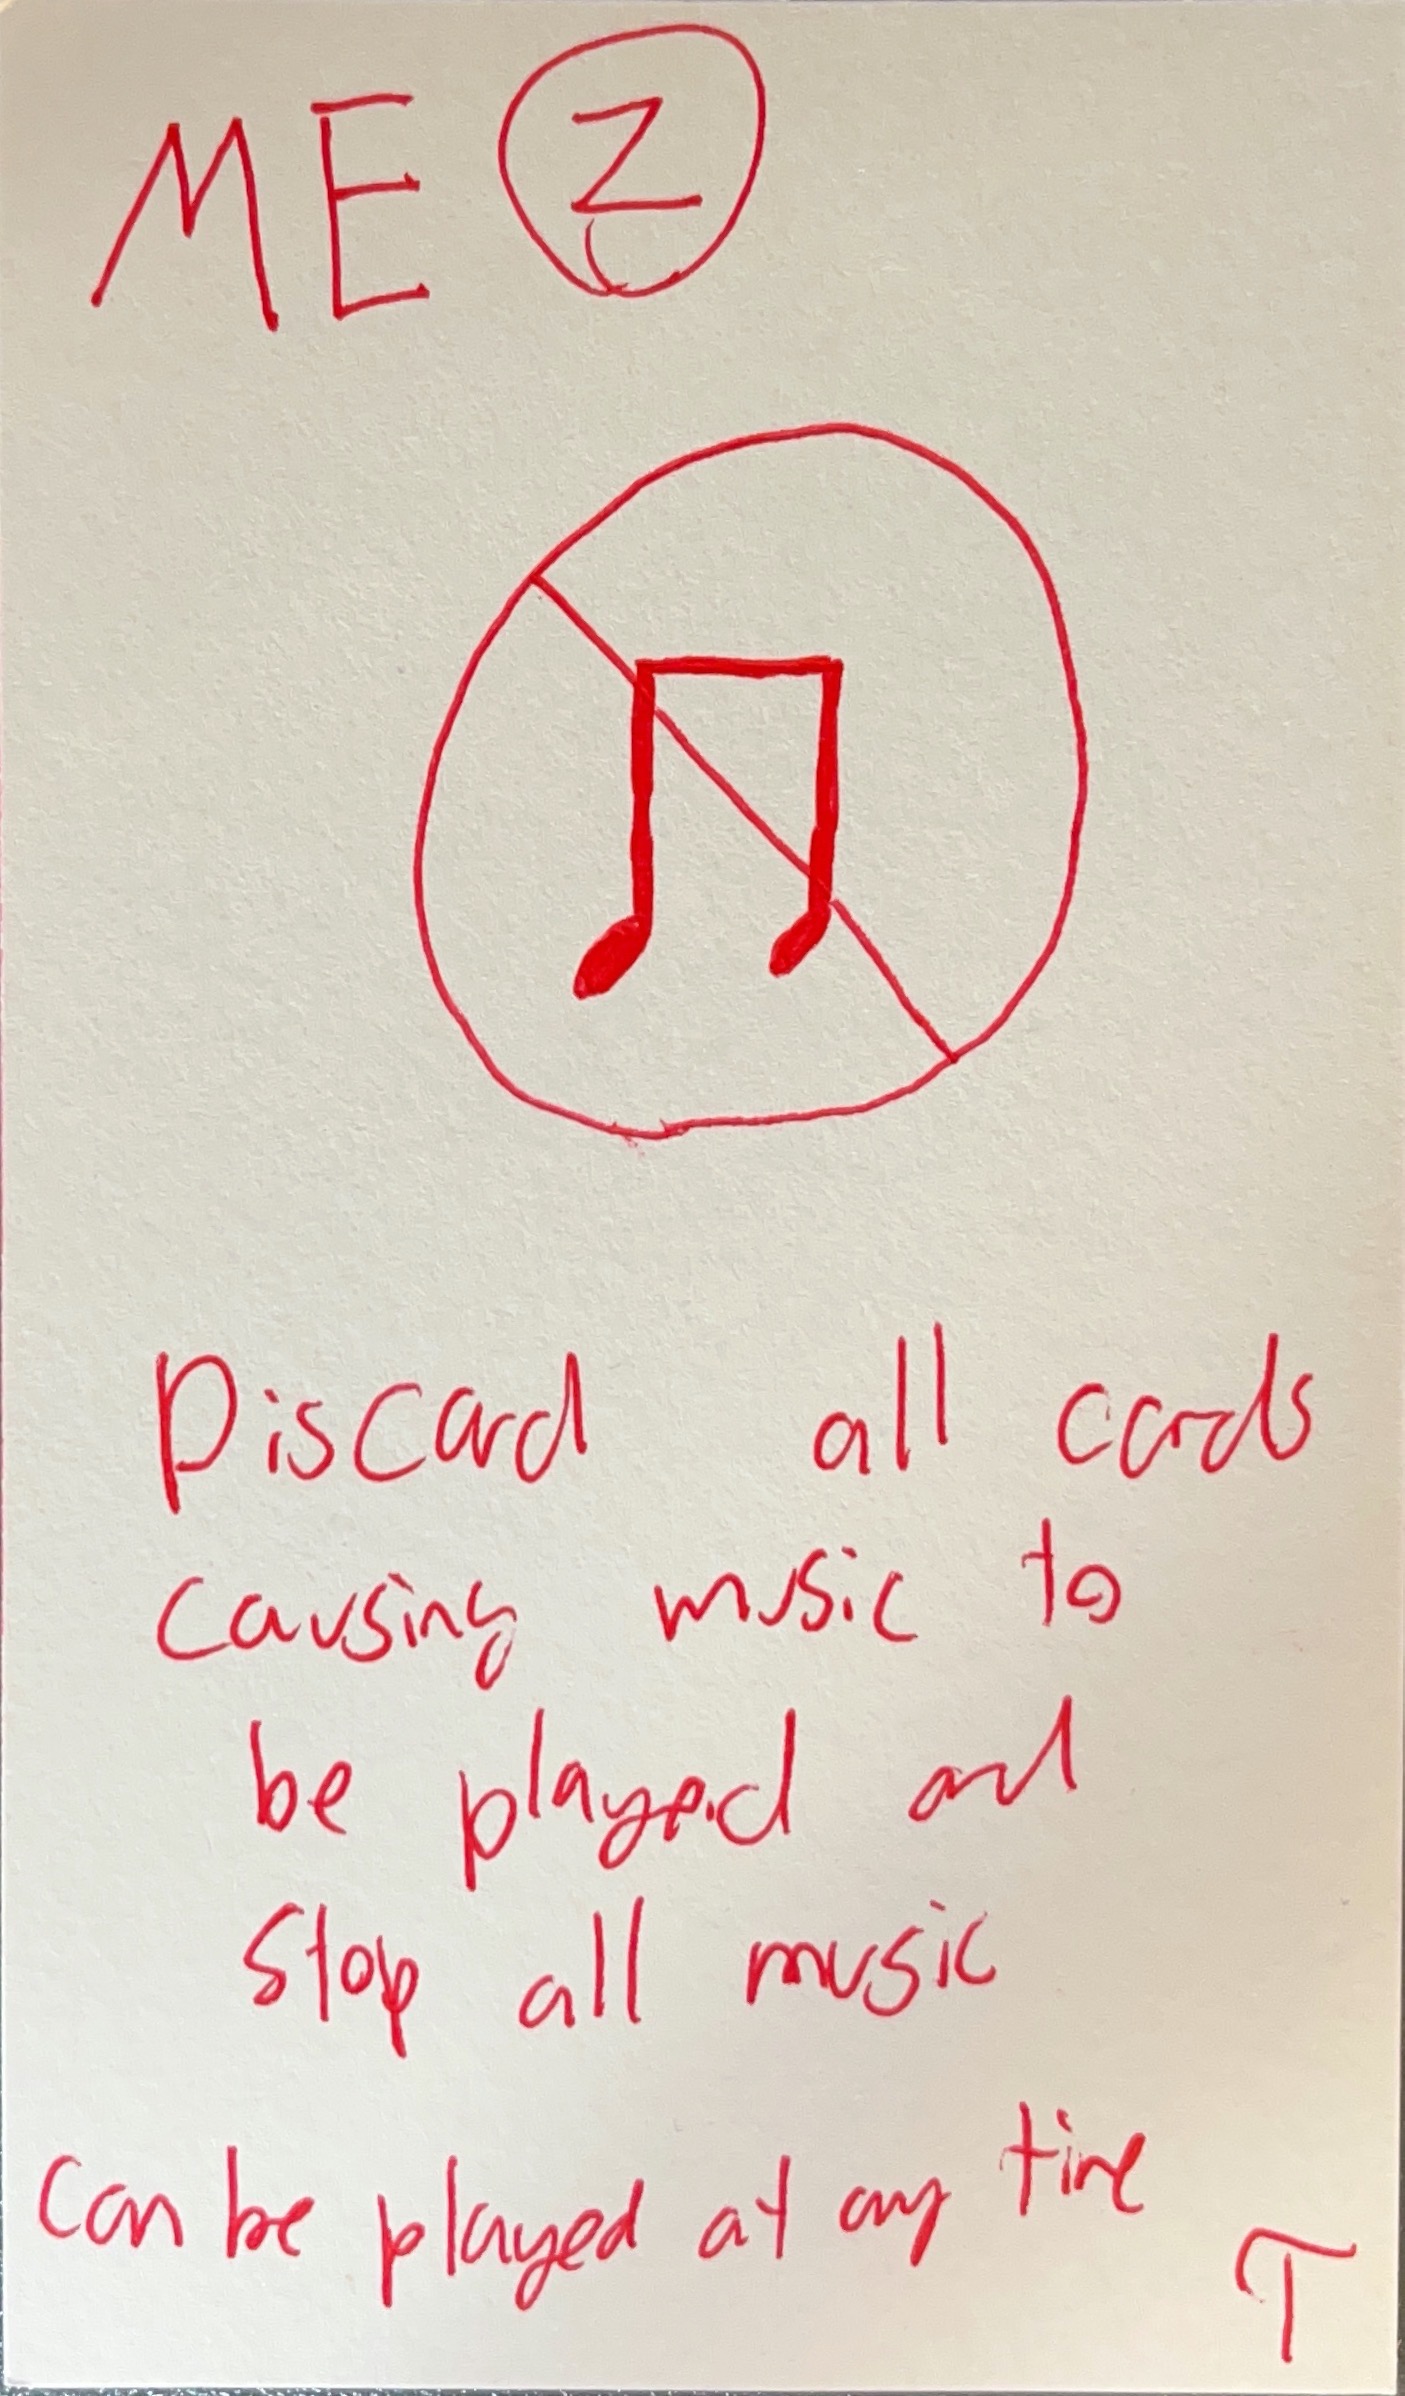 ME Z
Discard all cards
causing music to
be played and
stop all music
can be played at any time
T